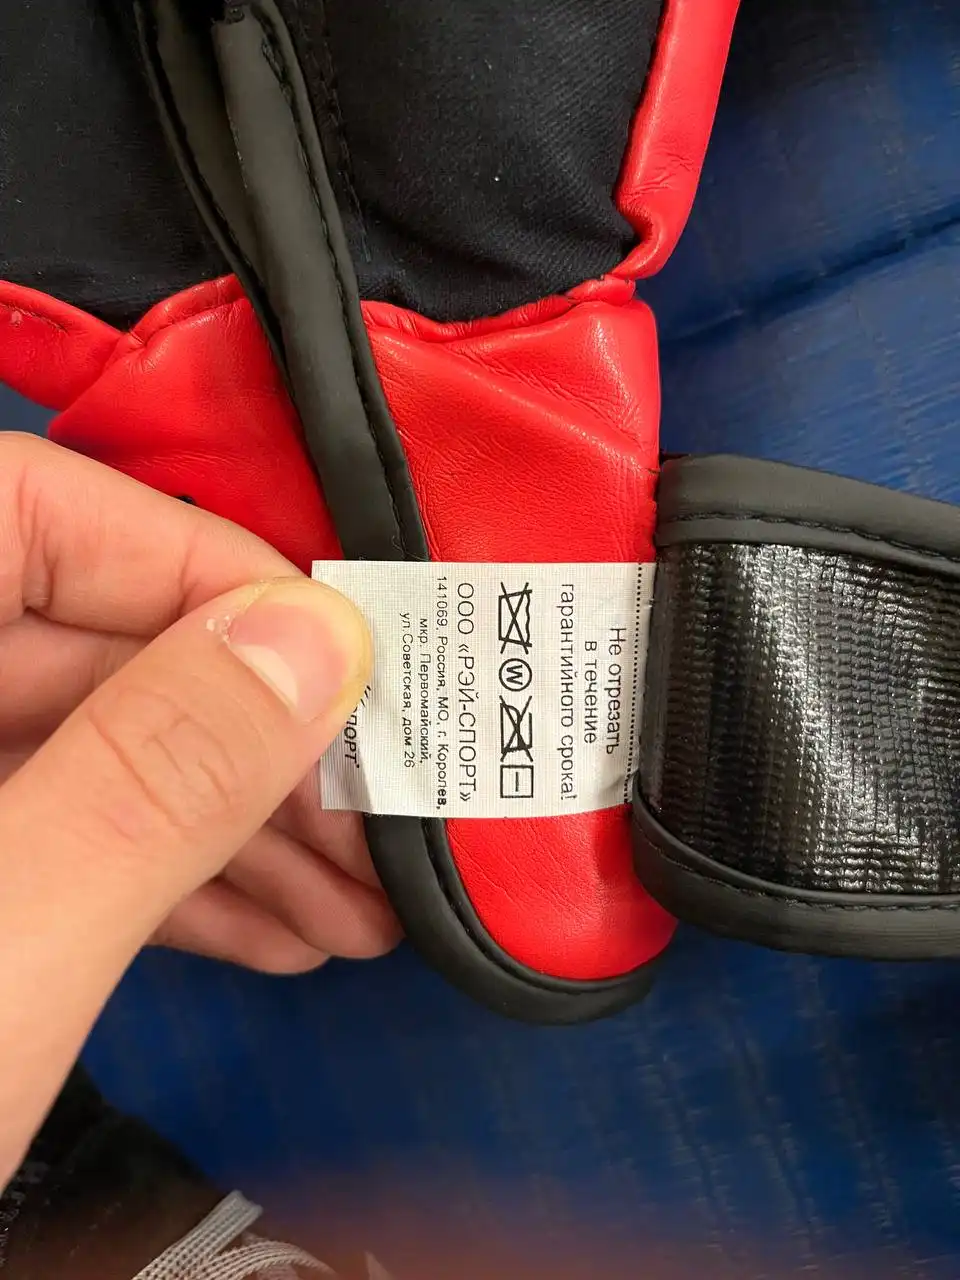 Не отрезать
в течение
гарантийного срока!
W
ООО «РЭЙ-СПОРТ»
141069, Россия, МО, г. Королев,
мкр. Первомайский,
ул.Советская, дом 26